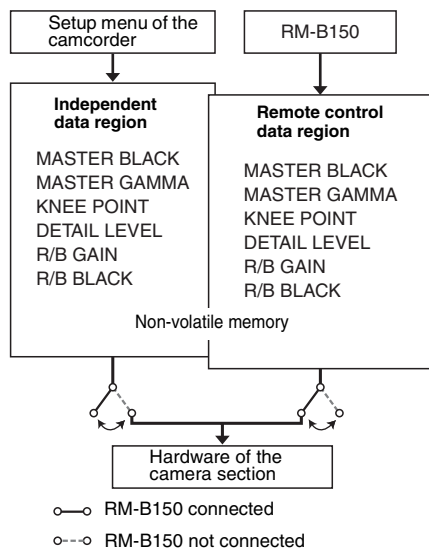 Setup menu of the
camcorder
RM-B150
Independent
data region
MASTER BLACK
MASTER GAMMA
KNEE POINT
DETAIL LEVEL
R/B GAIN
R/B BLACK
Remote control
data region
MASTER BLACK
MASTER GAMMA
KNEE POINT
DETAIL LEVEL
R/B GAIN
R/B BLACK
Non-volatile memory
Hardware of the
camera section
RM-B150 connected
RM-B150 not connected